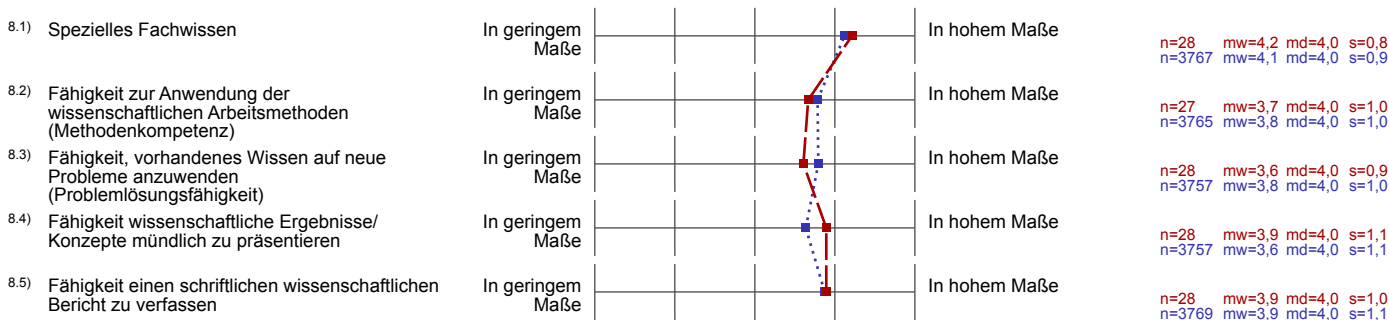 8.1) Spezielles Fachwissen In geringem Maße In hohem Maße
n=28 mw=4,2 md=4,0 s=0,8
n=3767 mw=4,1 md=4,0 s=0,9
8.2) Fähigkeit zur Anwendung der
wissenschaftlichen Arbeitsmethoden
(Methodenkompetenz)
In geringem
Maße
In hohem Maße
n=27 mw=3,7 md=4,0 s=1,0
n=3765 mw=3,8 md=4,0 s=1,0
8.3) Fähigkeit, vorhandenes Wissen auf neue
Probleme anzuwenden
(Problemlösungsfähigkeit)
In geringem
Maße
In hohem Maße
n=28 mw=3,6 md=4,0 s=0,9
n=3757 mw=3,8 md=4,0 s=1,0
8.4) Fähigkeit wissenschaftliche Ergebnisse/
Konzepte mündlich zu präsentieren
In geringem
Maße
In hohem Maße
n=28 mw=3,9 md=4,0 s=1,1
n=3757 mw=3,6 md=4,0 s=1,1
8.5) Fähigkeit einen schriftlichen wissenschaftlichen
Bericht zu verfassen
In geringem
Maße
In hohem Maße
n=28 mw=3,9 md=4,0 s=1,0
n=3769 mw=3,9 md=4,0 s=1,1